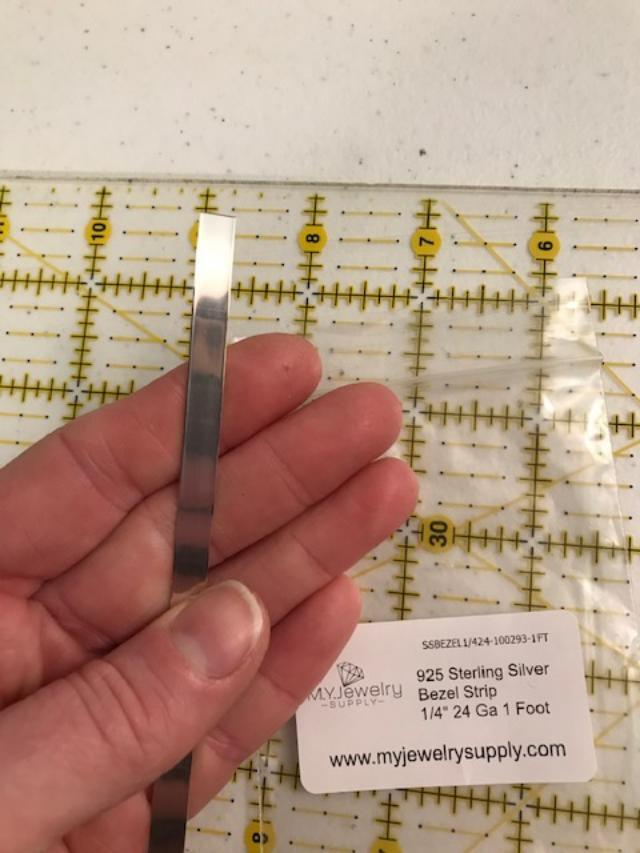 10
8
7
6
30
SSBEZEL1/424-100293-1FT
M.Y.Jewelry
-SUPPLY-
925 Sterling Silver
Bezel Strip
1/4" 24 Ga 1 Foot
www.myjewelrysupply.com